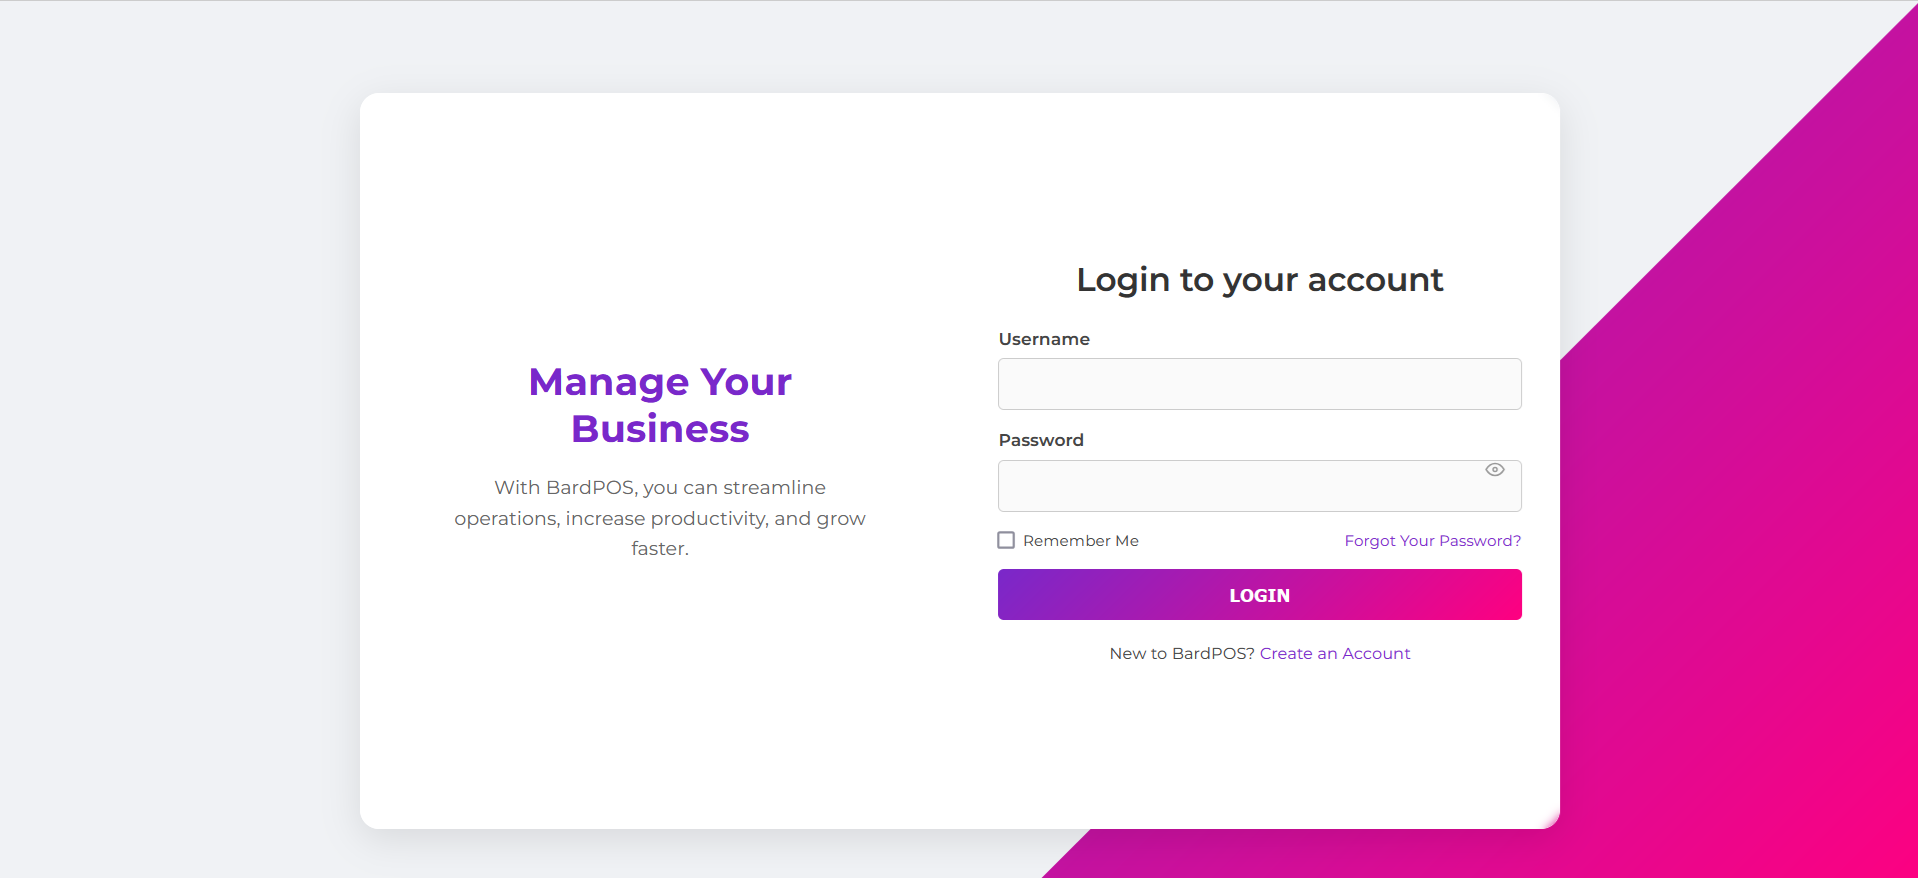 Manage Your
Business
With BardPOS, you can streamline
operations, increase productivity, and grow
faster.
Login to your account
Username
Password
Remember Me
Forgot Your Password?
LOGIN
New to BardPOS? Create an Account